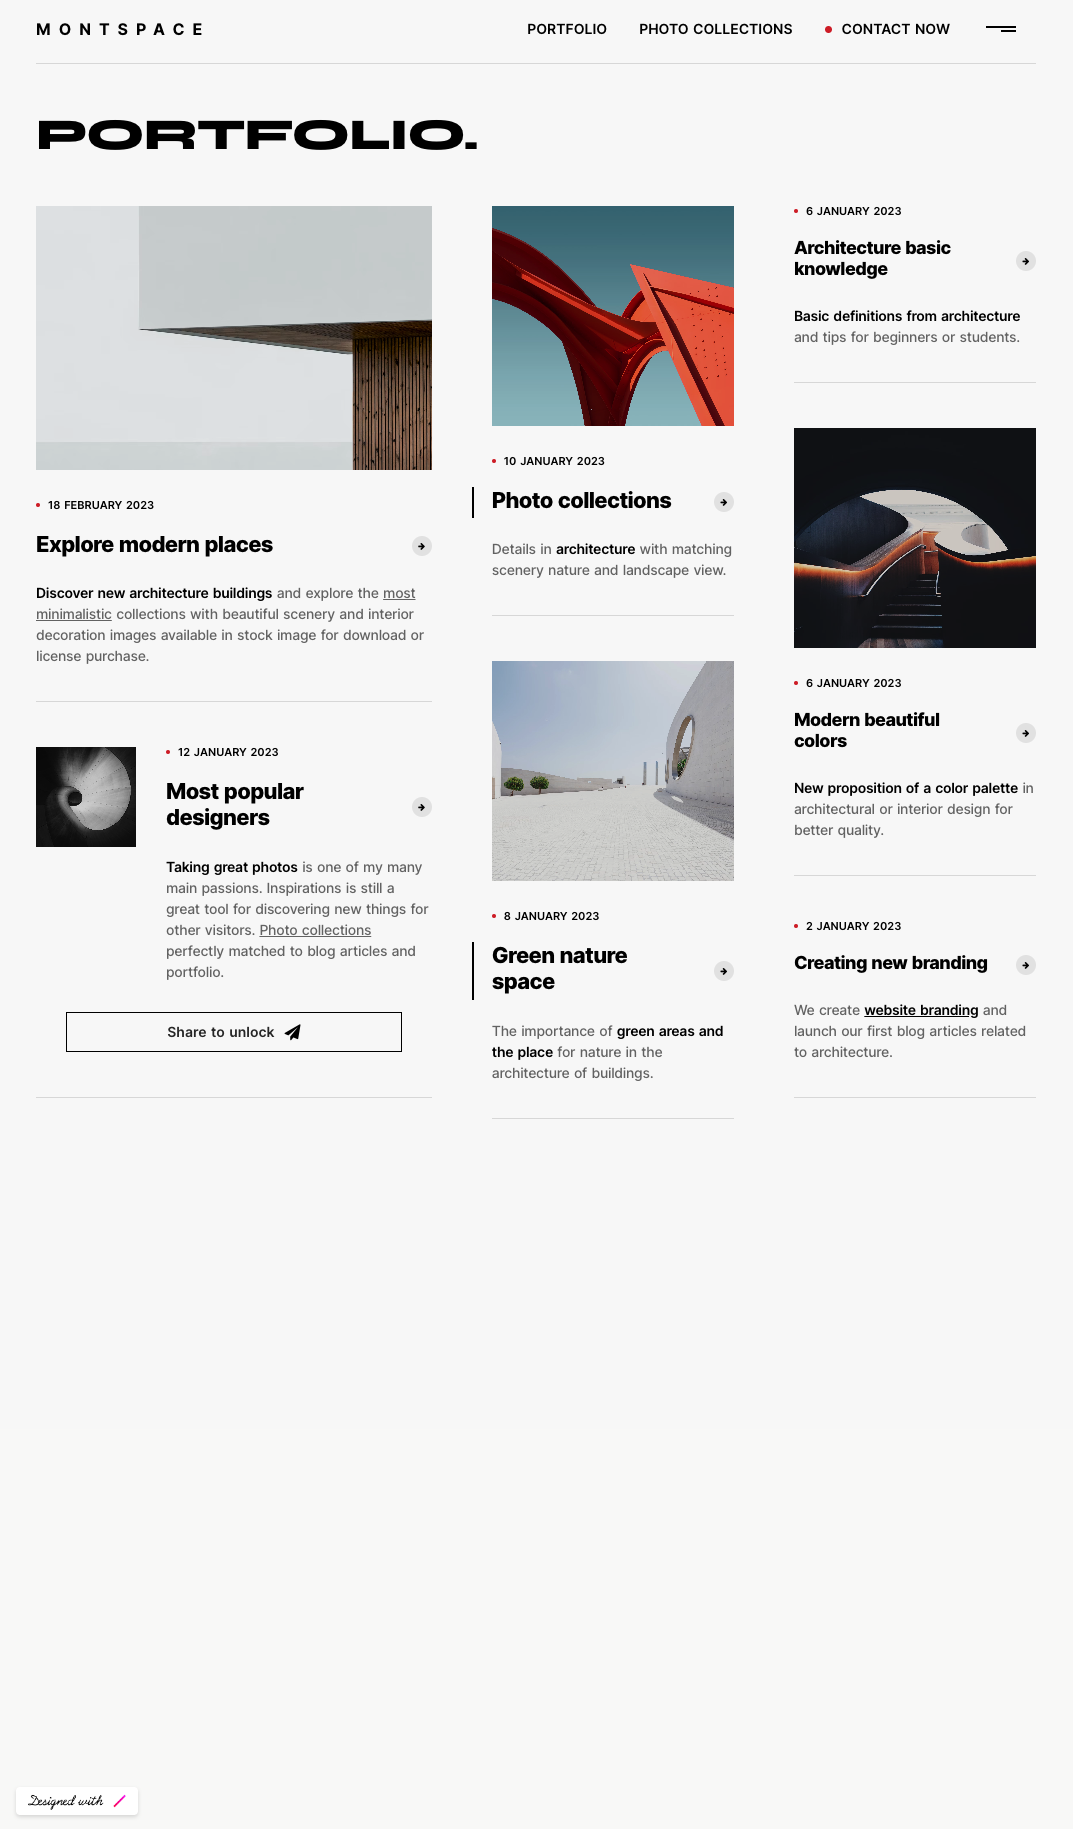 MONTSPACE
PORTFOLIO
PHOTO COLLECTIONS
CONTACT NOW
PORTFOLIO.
18 FEBRUARY 2023
Explore modern places
Discover new architecture buildings and explore the most
minimalistic collections with beautiful scenery and interior
decoration images available in stock image for download or
license purchase.
12 JANUARY 2023
Most popular
designers
Taking great photos is one of my many
main passions. Inspirations is still a
great tool for discovering new things for
other visitors. Photo collections
perfectly matched to blog articles and
portfolio.
Share to unlock
10 JANUARY 2023
Photo collections
Details in architecture with matching
scenery nature and landscape view.
8 JANUARY 2023
Green nature
space
The importance of green areas and
the place for nature in the
architecture of buildings.
6 JANUARY 2023
Architecture basic
knowledge
Basic definitions from architecture
and tips for beginners or students.
6 JANUARY 2023
Modern beautiful
colors
New proposition of a color palette in
architectural or interior design for
better quality.
2 JANUARY 2023
Creating new branding
We create website branding and
launch our first blog articles related
to architecture.
Designed with